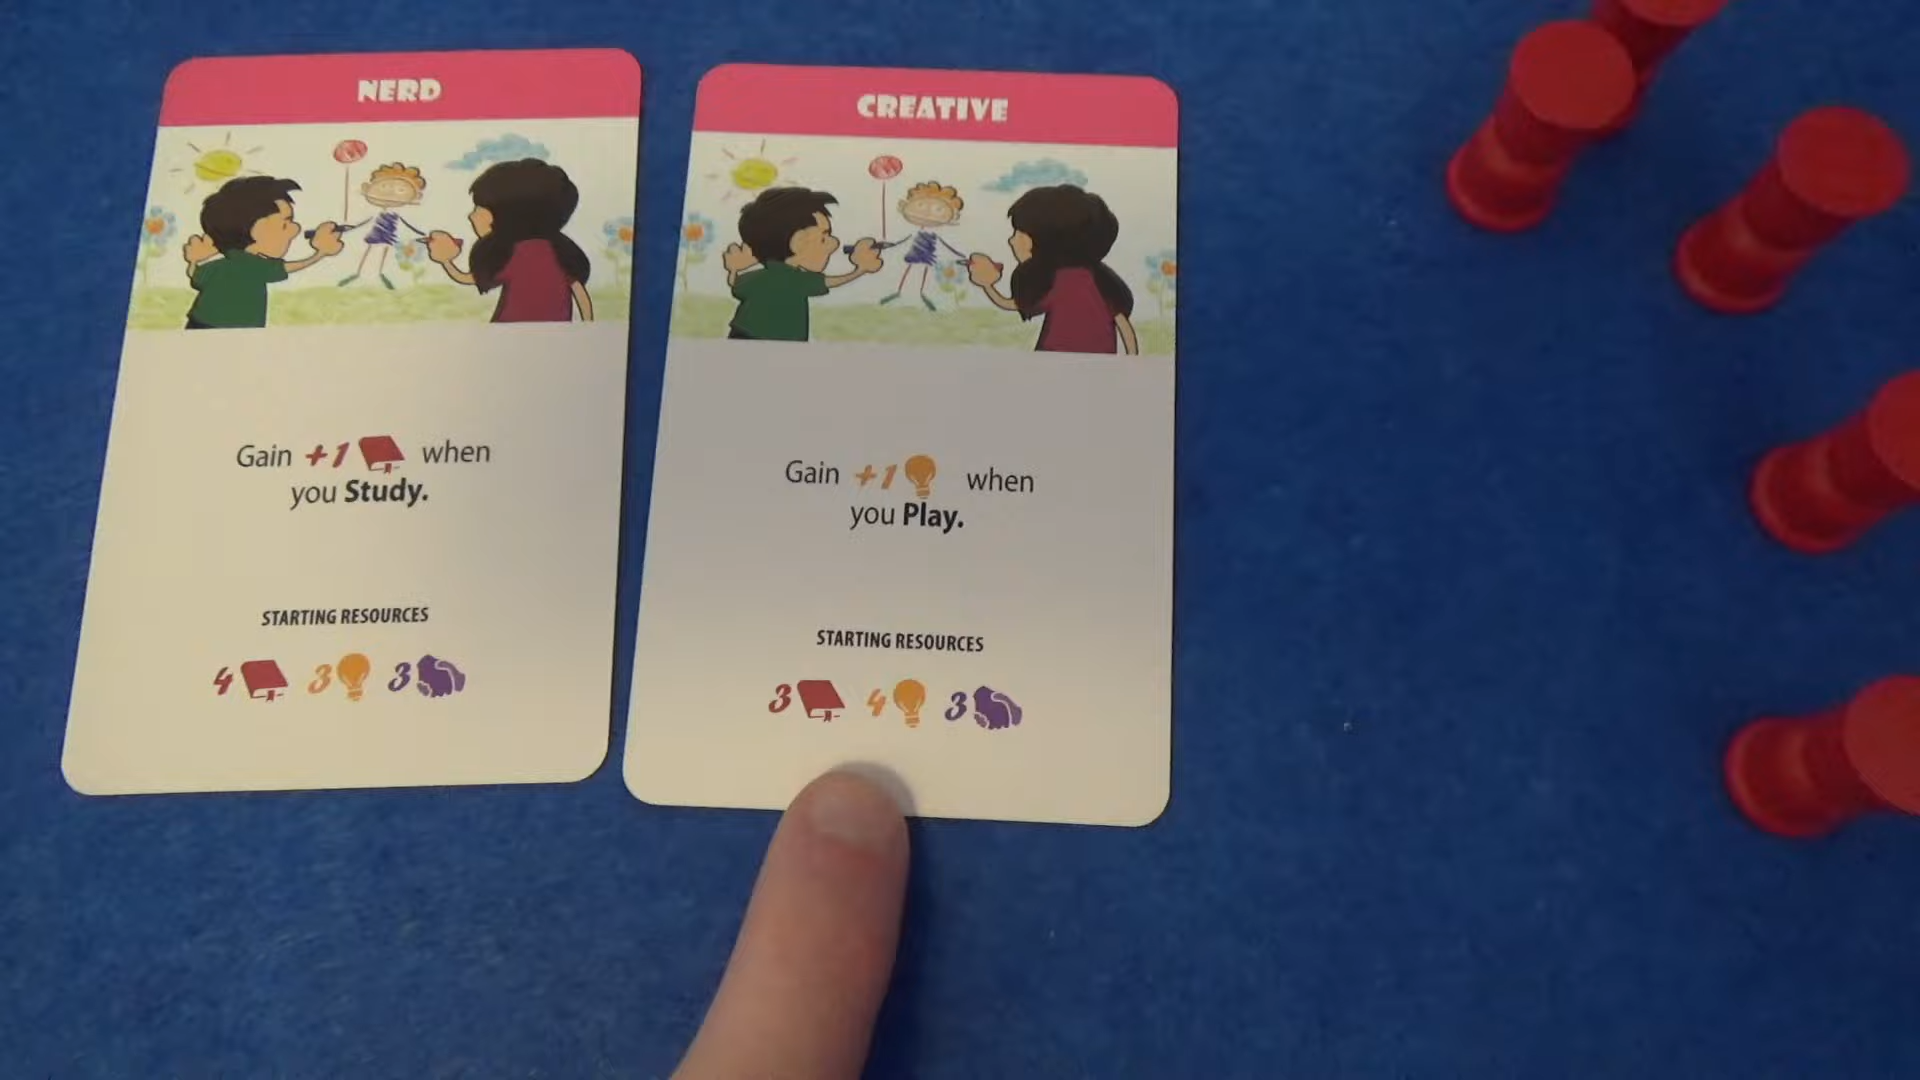 NERD
Gain +1 when
you Study.
STARTING RESOURCES
4 3 3
CREATIVE
Gain +1 when
you Play.
STARTING RESOURCES
3 4 3